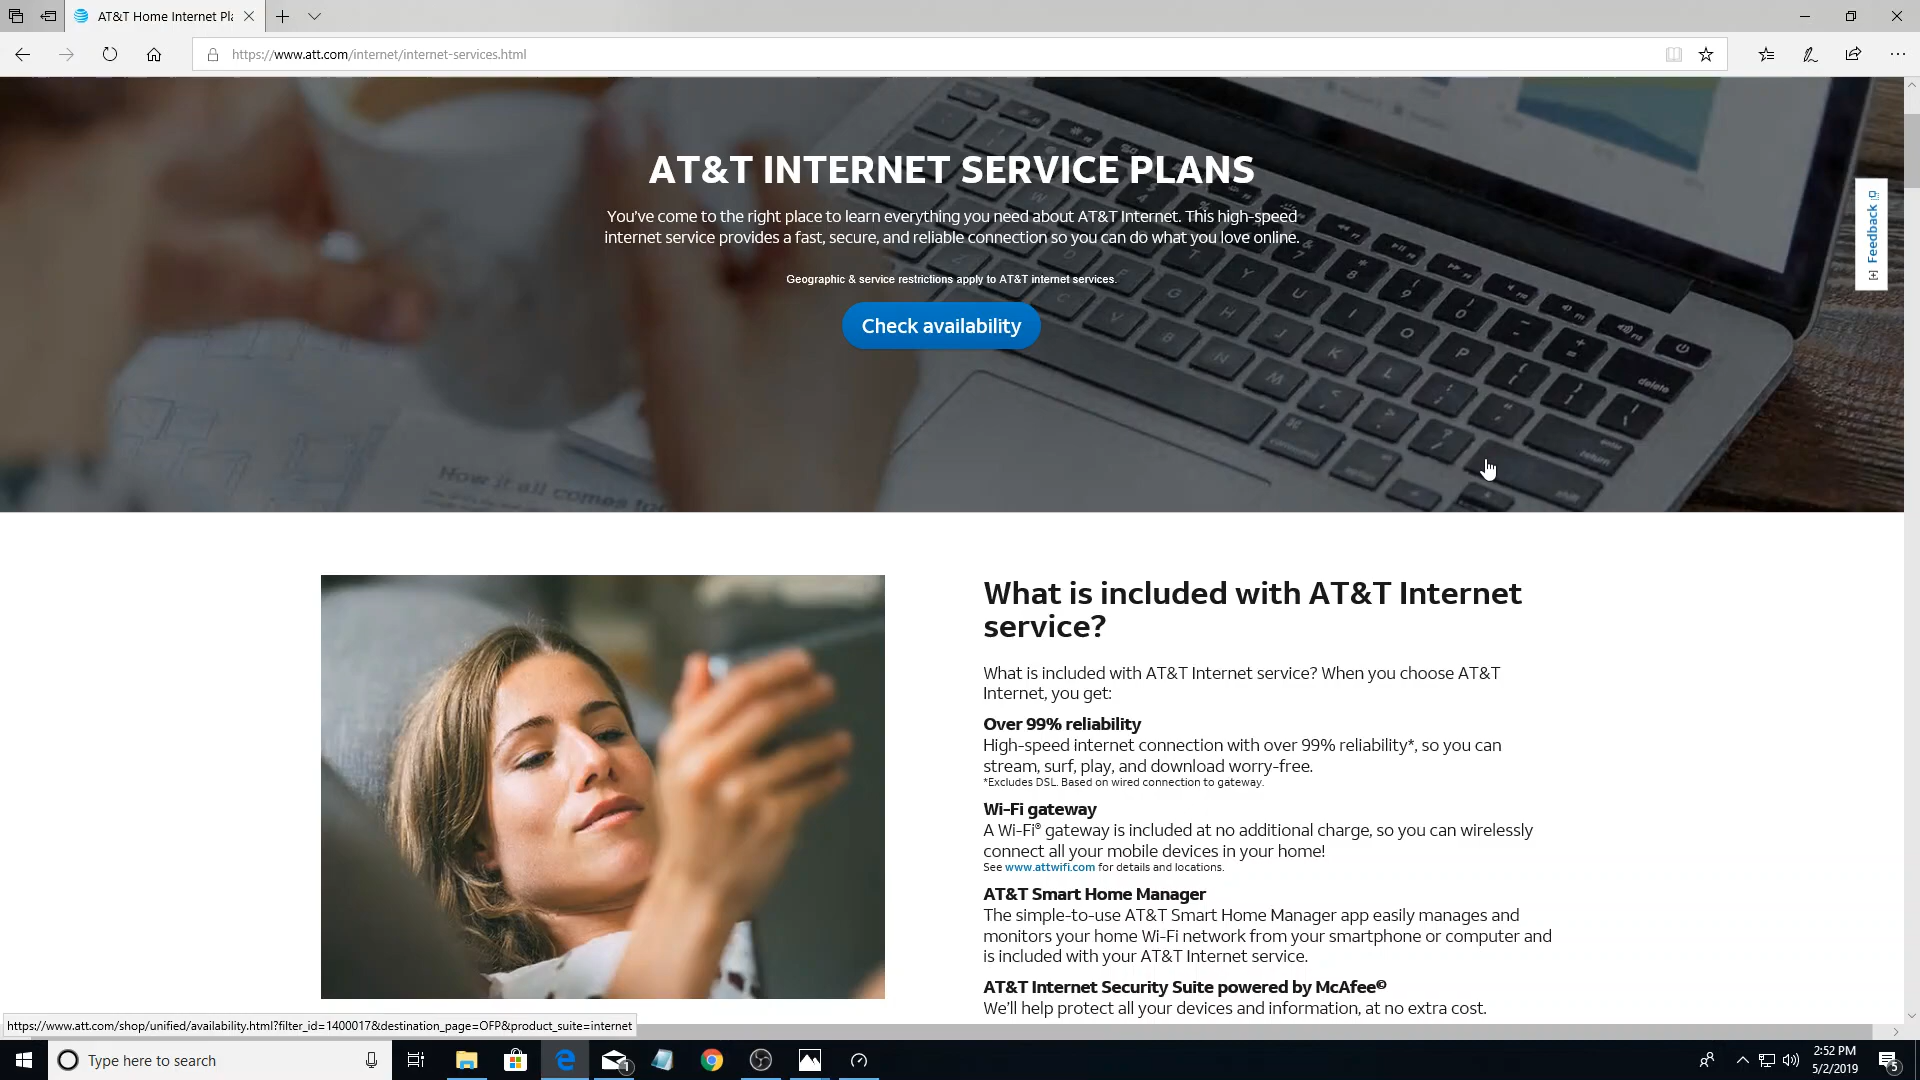 AT&T Home Internet Pl
https://www.att.com/internet/internet-services.html
AT&T INTERNET SERVICE PLANS
You've come to the right place to learn everything you need about AT&T Internet. This high-speed
internet service provides a fast, secure, and reliable connection so you can do what you love online.
Geographic & service restrictions apply to AT&T internet services.
Check availability
[+] Feedback
How it all comes to
What is included with AT&T Internet
service?
What is included with AT&T Internet service? When you choose AT&T
Internet, you get:
Over 99% reliability
High-speed internet connection with over 99% reliability*, so you can
stream, surf, play, and download worry-free.
*Excludes DSL. Based on wired connection to gateway.
Wi-Fi gateway
A Wi-Fi® gateway is included at no additional charge, so you can wirelessly
connect all your mobile devices in your home!
See www.attwifi.com for details and locations.
AT&T Smart Home Manager
The simple-to-use AT&T Smart Home Manager app easily manages and
monitors your home Wi-Fi network from your smartphone or computer and
is included with your AT&T Internet service.
AT&T Internet Security Suite powered by McAfee©
We'll help protect all your devices and information, at no extra cost.
https://www.att.com/shop/unified/availability.html?filter_id=1400017&destination_page=OFP&product_suite=internet
Type here to search
1
2:52 PM
5/2/2019
5